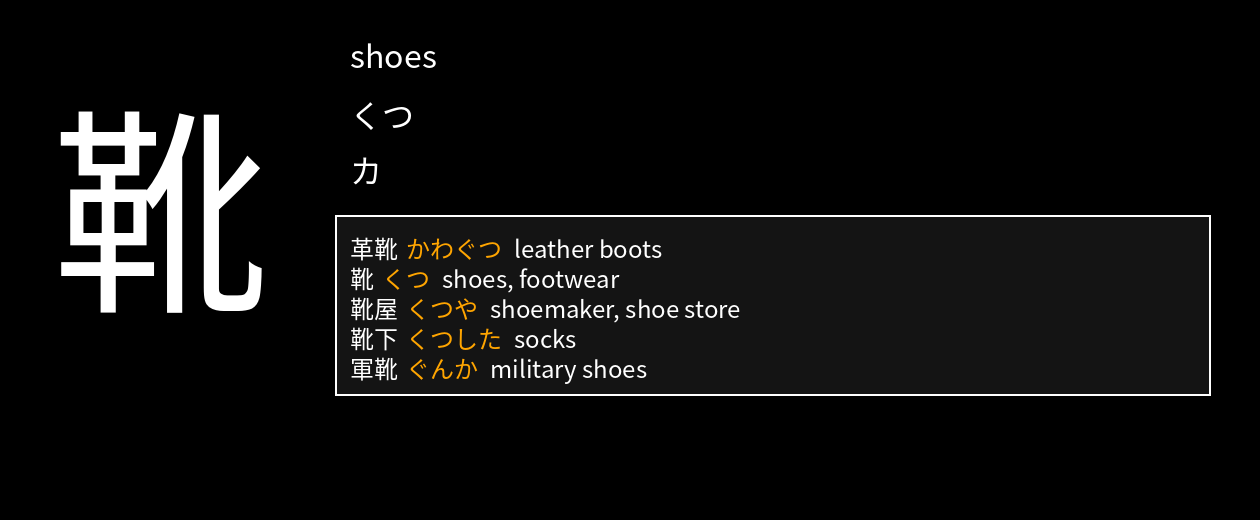 靴
shoes
くつ
カ
革靴 かわぐつ leather boots
靴 くつ shoes, footwear
靴屋 くつや shoemaker, shoe store
靴下 くつした socks
軍靴 ぐんか military shoes